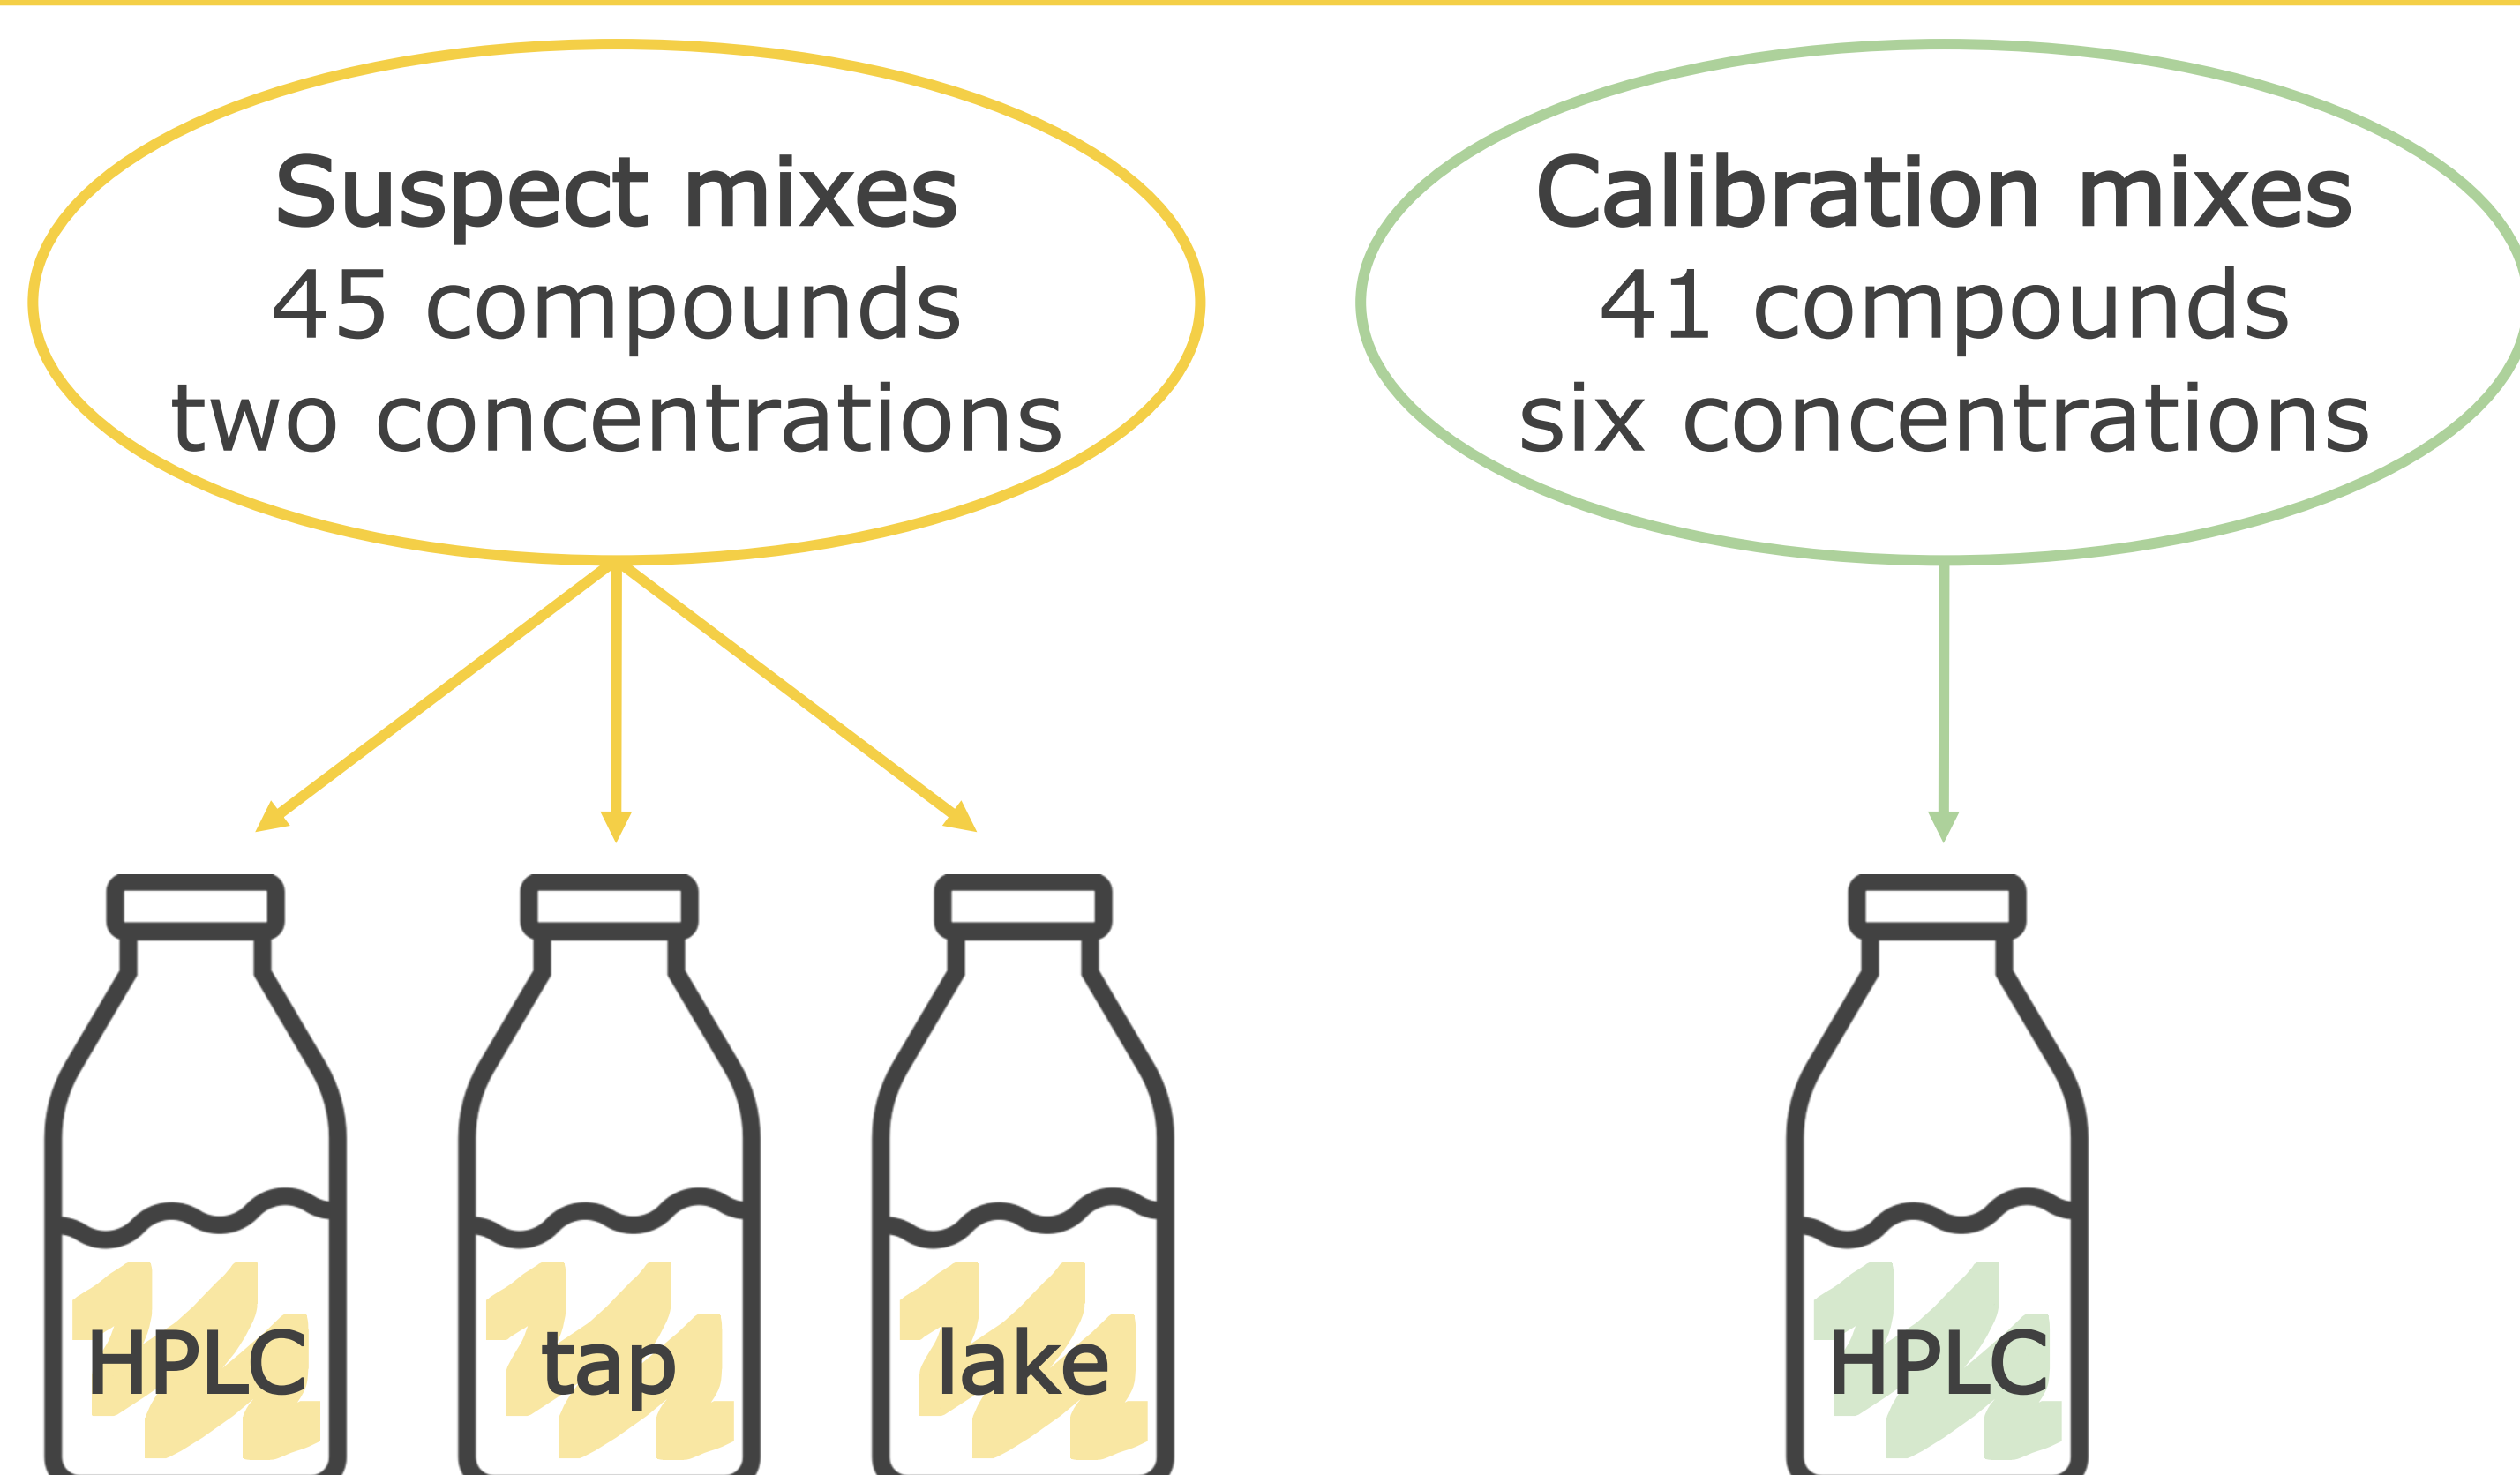 Suspect mixes
45 compounds
two concentrations
Calibration mixes
41 compounds
six concentrations
HPLC
tap
lake
HPLC